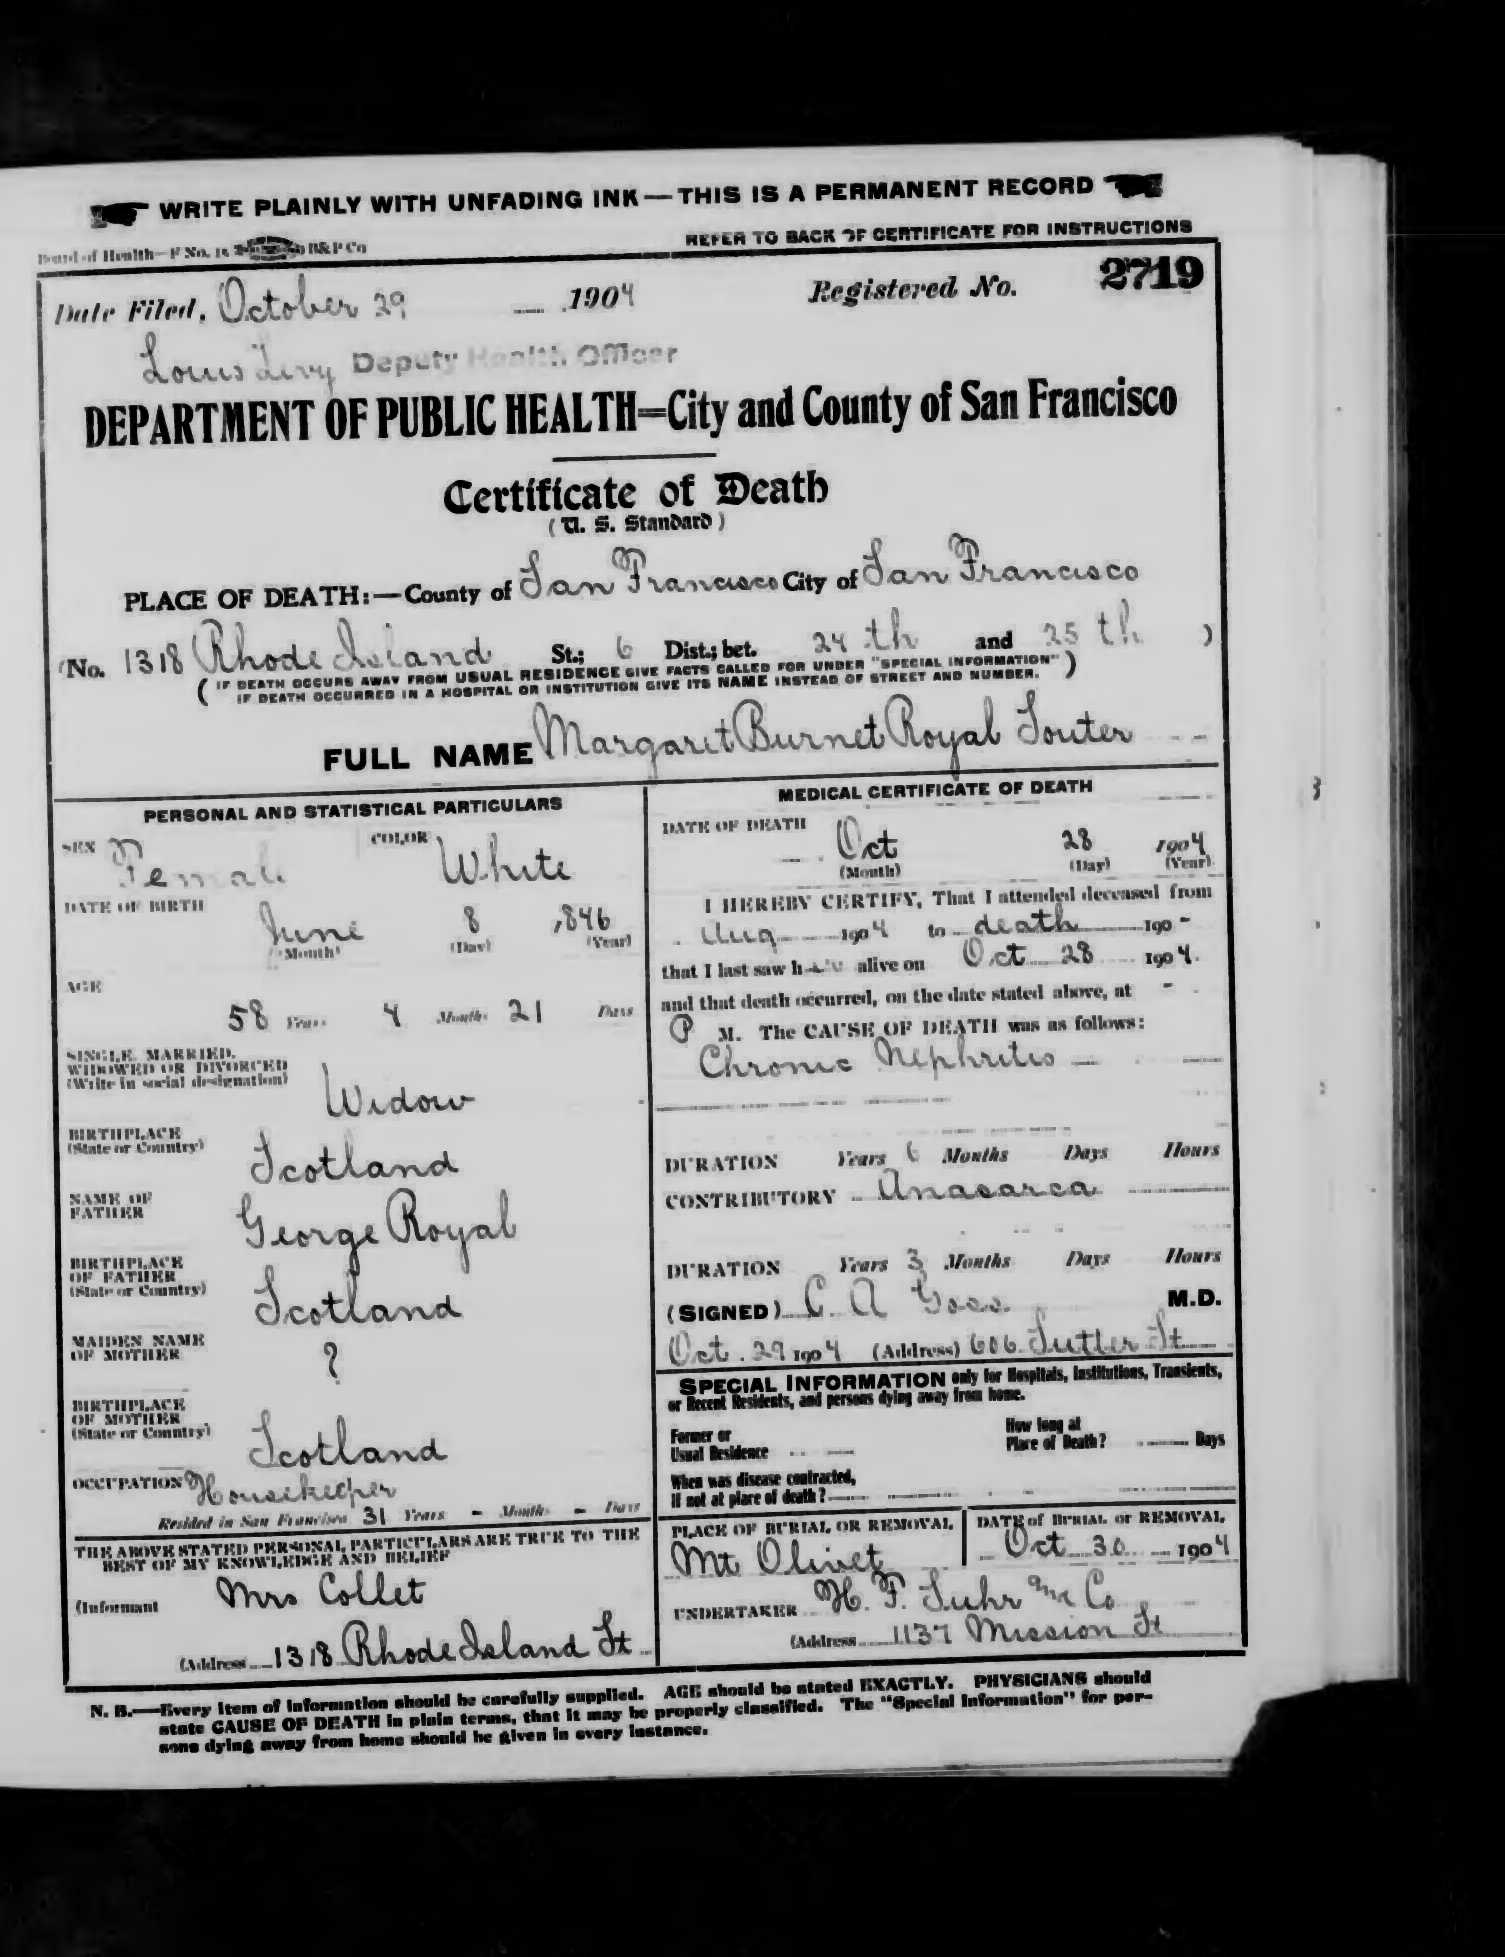 WRITE PLAINLY WITH UNFADING INK — THIS IS A PERMANENT RECORD
Board of Health—F No. 15 B&P Co
REFER TO BACK OF CERTIFICATE FOR INSTRUCTIONS
Date Filed, October 29 1904 Registered No. 2719
Louis Levy Deputy Health Officer
DEPARTMENT OF PUBLIC HEALTH=City and County of San Francisco
Certificate of Death
(U. S. Standard)
PLACE OF DEATH:—County of San Francisco City of San Francisco
(No. 1318 Rhode Island St.; 6 Dist.; bet. 24 th and 25 th )
( IF DEATH OCCURS AWAY FROM USUAL RESIDENCE GIVE FACTS CALLED FOR UNDER "SPECIAL INFORMATION" )
IF DEATH OCCURRED IN A HOSPITAL OR INSTITUTION GIVE ITS NAME INSTEAD OF STREET AND NUMBER.
FULL NAME Margaret Burnet Royal Souter
PERSONAL AND STATISTICAL PARTICULARS
SEX Female COLOR White
DATE OF BIRTH
June 8 1846
(Month) (Day) (Year)
AGE
58 Years 4 Months 21 Days
SINGLE, MARRIED,
WIDOWED OR DIVORCED
(Write in social designation)
Widow
BIRTHPLACE
(State or Country)
Scotland
NAME OF
FATHER
George Royal
BIRTHPLACE
OF FATHER
(State or Country)
Scotland
MAIDEN NAME
OF MOTHER
?
BIRTHPLACE
OF MOTHER
(State or Country)
Scotland
OCCUPATION Housekeeper
Resided in San Francisco 31 Years - Months - Days
THE ABOVE STATED PERSONAL PARTICULARS ARE TRUE TO THE
BEST OF MY KNOWLEDGE AND BELIEF
(Informant Mrs Collet
(Address 1318 Rhode Island St
MEDICAL CERTIFICATE OF DEATH
DATE OF DEATH
Oct 28 1904
(Month) (Day) (Year)
I HEREBY CERTIFY, That I attended deceased from
Aug 1904 to death 190 -
that I last saw her alive on Oct 28 1904.
and that death occurred, on the date stated above, at -
P M. The CAUSE OF DEATH was as follows:
Chronic Nephritis
DURATION Years 6 Months Days Hours
CONTRIBUTORY Anasarca
DURATION Years 3 Months Days Hours
(SIGNED) C. A. Goss. M.D.
Oct. 29 1904 (Address) 606 Sutter St
SPECIAL INFORMATION only for Hospitals, Institutions, Transients,
or Recent Residents, and persons dying away from home.
Former or
Usual Residence
How long at
Place of Death? Days
When was disease contracted,
If not at place of death?
PLACE OF BURIAL OR REMOVAL
Mt Olivet
DATE of BURIAL or REMOVAL
Oct 30 1904
UNDERTAKER H. F. Suhr & Co
(Address 1137 Mission St
N. B.—Every item of information should be carefully supplied. AGE should be stated EXACTLY. PHYSICIANS should
state CAUSE OF DEATH in plain terms, that it may be properly classified. The "Special Information" for per-
sons dying away from home should be given in every instance.